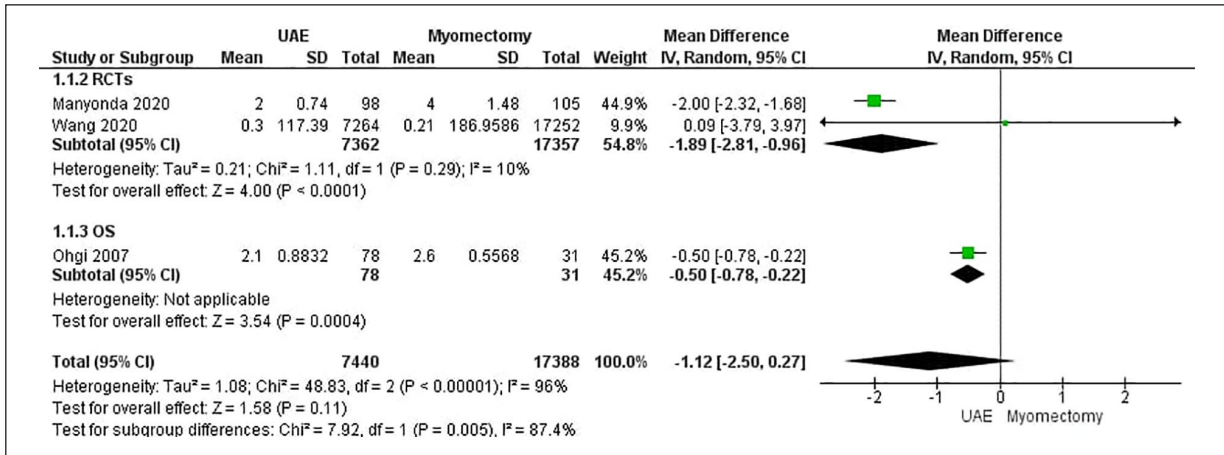 UAE Myomectomy Mean Difference Mean Difference
Study or Subgroup Mean SD Total Mean SD Total Weight IV, Random, 95% CI IV, Random, 95% CI
1.1.2 RCTs
Manyonda 2020 2 0.74 98 4 1.48 105 44.9% -2.00 [-2.32, -1.68]
Wang 2020 0.3 117.39 7264 0.21 186.9586 17252 9.9% 0.09 [-3.79, 3.97]
Subtotal (95% CI) 7362 17357 54.8% -1.89 [-2.81, -0.96]
Heterogeneity: Tau² = 0.21; Chi² = 1.11, df = 1 (P = 0.29); I² = 10%
Test for overall effect: Z = 4.00 (P < 0.0001)
1.1.3 OS
Ohgi 2007 2.1 0.8832 78 2.6 0.5568 31 45.2% -0.50 [-0.78, -0.22]
Subtotal (95% CI) 78 31 45.2% -0.50 [-0.78, -0.22]
Heterogeneity: Not applicable
Test for overall effect: Z = 3.54 (P = 0.0004)
Total (95% CI) 7440 17388 100.0% -1.12 [-2.50, 0.27]
Heterogeneity: Tau² = 1.08; Chi² = 48.83, df = 2 (P < 0.00001); I² = 96%
Test for overall effect: Z = 1.58 (P = 0.11)
Test for subgroup differences: Chi² = 7.92, df = 1 (P = 0.005), I² = 87.4%
-2 -1 0 1 2
UAE Myomectomy